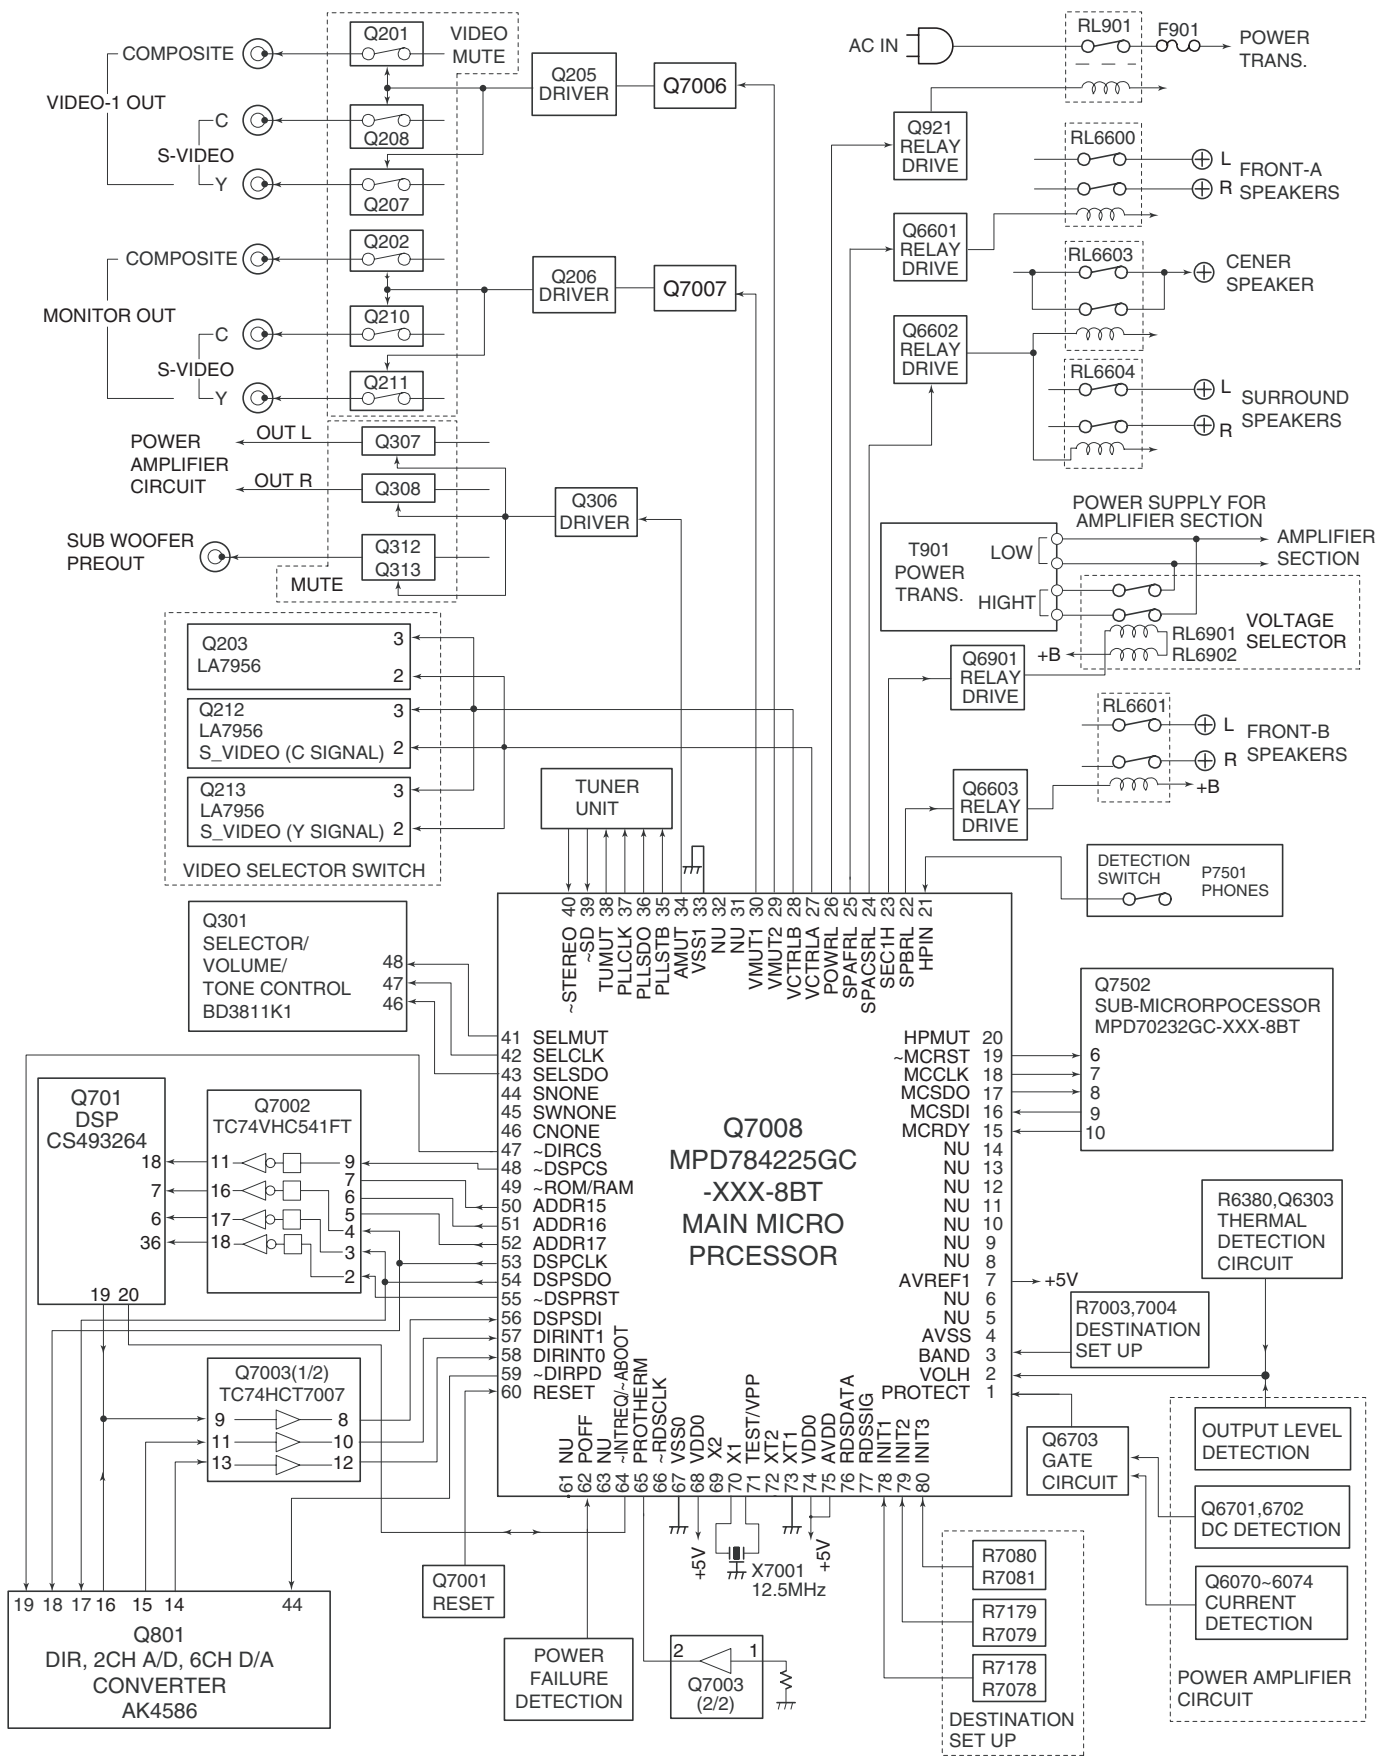 COMPOSITE
VIDEO-1 OUT
C
S-VIDEO
Y
Q201
VIDEO
MUTE
Q208
Q207
Q205
DRIVER
Q7006
COMPOSITE
MONITOR OUT
C
S-VIDEO
Y
Q202
Q210
Q211
Q206
DRIVER
Q7007
POWER
AMPLIFIER
CIRCUIT
OUT L
OUT R
Q307
Q308
SUB WOOFER
PREOUT
Q312
Q313
MUTE
Q306
DRIVER
AC IN
RL901
F901
POWER
TRANS.
Q921
RELAY
DRIVE
RL6600
L
R
FRONT-A
SPEAKERS
Q6601
RELAY
DRIVE
RL6603
CENER
SPEAKER
Q6602
RELAY
DRIVE
RL6604
L
R
SURROUND
SPEAKERS
POWER SUPPLY FOR
AMPLIFIER SECTION
T901
POWER
TRANS.
LOW
HIGHT
AMPLIFIER
SECTION
VOLTAGE
SELECTOR
RL6901
RL6902
+B
Q6901
RELAY
DRIVE
RL6601
L
R
FRONT-B
SPEAKERS
+B
Q6603
RELAY
DRIVE
DETECTION
SWITCH
P7501
PHONES
Q203
LA7956
3
2
Q212
LA7956
S_VIDEO (C SIGNAL)
3
2
Q213
LA7956
S_VIDEO (Y SIGNAL)
3
2
VIDEO SELECTOR SWITCH
TUNER
UNIT
Q301
SELECTOR/
VOLUME/
TONE CONTROL
BD3811K1
48
47
46
40 ~STEREO
39 ~SD
38 TUMUT
37 PLLCLK
36 PLLSDO
35 PLLSTB
34 AMUT
33 VSS1
32 NU
31 NU
30 VMUT1
29 VMUT2
28 VCTRLB
27 VCTRLA
26 POWRL
25 SPAFRL
24 SPACSRL
23 SEC1H
22 SPBRL
21 HPIN
41 SELMUT
42 SELCLK
43 SELSDO
44 SNONE
45 SWNONE
46 CNONE
47 ~DIRCS
48 ~DSPCS
49 ~ROM/RAM
50 ADDR15
51 ADDR16
52 ADDR17
53 DSPCLK
54 DSPSDO
55 ~DSPRST
56 DSPSDI
57 DIRINT1
58 DIRINT0
59 ~DIRPD
60 RESET
Q7008
MPD784225GC
-XXX-8BT
MAIN MICRO
PRCESSOR
HPMUT 20
~MCRST 19
MCCLK 18
MCSDO 17
MCSDI 16
MCRDY 15
NU 14
NU 13
NU 12
NU 11
NU 10
NU 9
NU 8
AVREF1 7
NU 6
NU 5
AVSS 4
BAND 3
VOLH 2
PROTECT 1
+5V
61 NU
62 POFF
63 NU
64 ~INTREQ/~ABOOT
65 PROTHERM
66 ~RDSCLK
67 VSS0
68 VDD0
69 X2
70 X1
71 TEST/VPP
72 XT2
73 XT1
74 VDD0
75 AVDD
76 RDSDATA
77 RDSSIG
78 INIT1
79 INIT2
80 INIT3
Q7502
SUB-MICRORPOCESSOR
MPD70232GC-XXX-8BT
6
7
8
9
10
Q701
DSP
CS493264
18
7
6
36
19 20
Q7002
TC74VHC541FT
11 9
7
16 6
5
17 4
3
18
2
Q7003(1/2)
TC74HCT7007
9 8
11 10
13 12
R6380,Q6303
THERMAL
DETECTION
CIRCUIT
R7003,7004
DESTINATION
SET UP
OUTPUT LEVEL
DETECTION
Q6703
GATE
CIRCUIT
Q6701,6702
DC DETECTION
Q6070~6074
CURRENT
DETECTION
POWER AMPLIFIER
CIRCUIT
+5V
X7001
12.5MHz
+5V
Q7001
RESET
POWER
FAILURE
DETECTION
2 1
Q7003
(2/2)
R7080
R7081
R7179
R7079
R7178
R7078
DESTINATION
SET UP
19 18 17 16 15 14 44
Q801
DIR, 2CH A/D, 6CH D/A
CONVERTER
AK4586